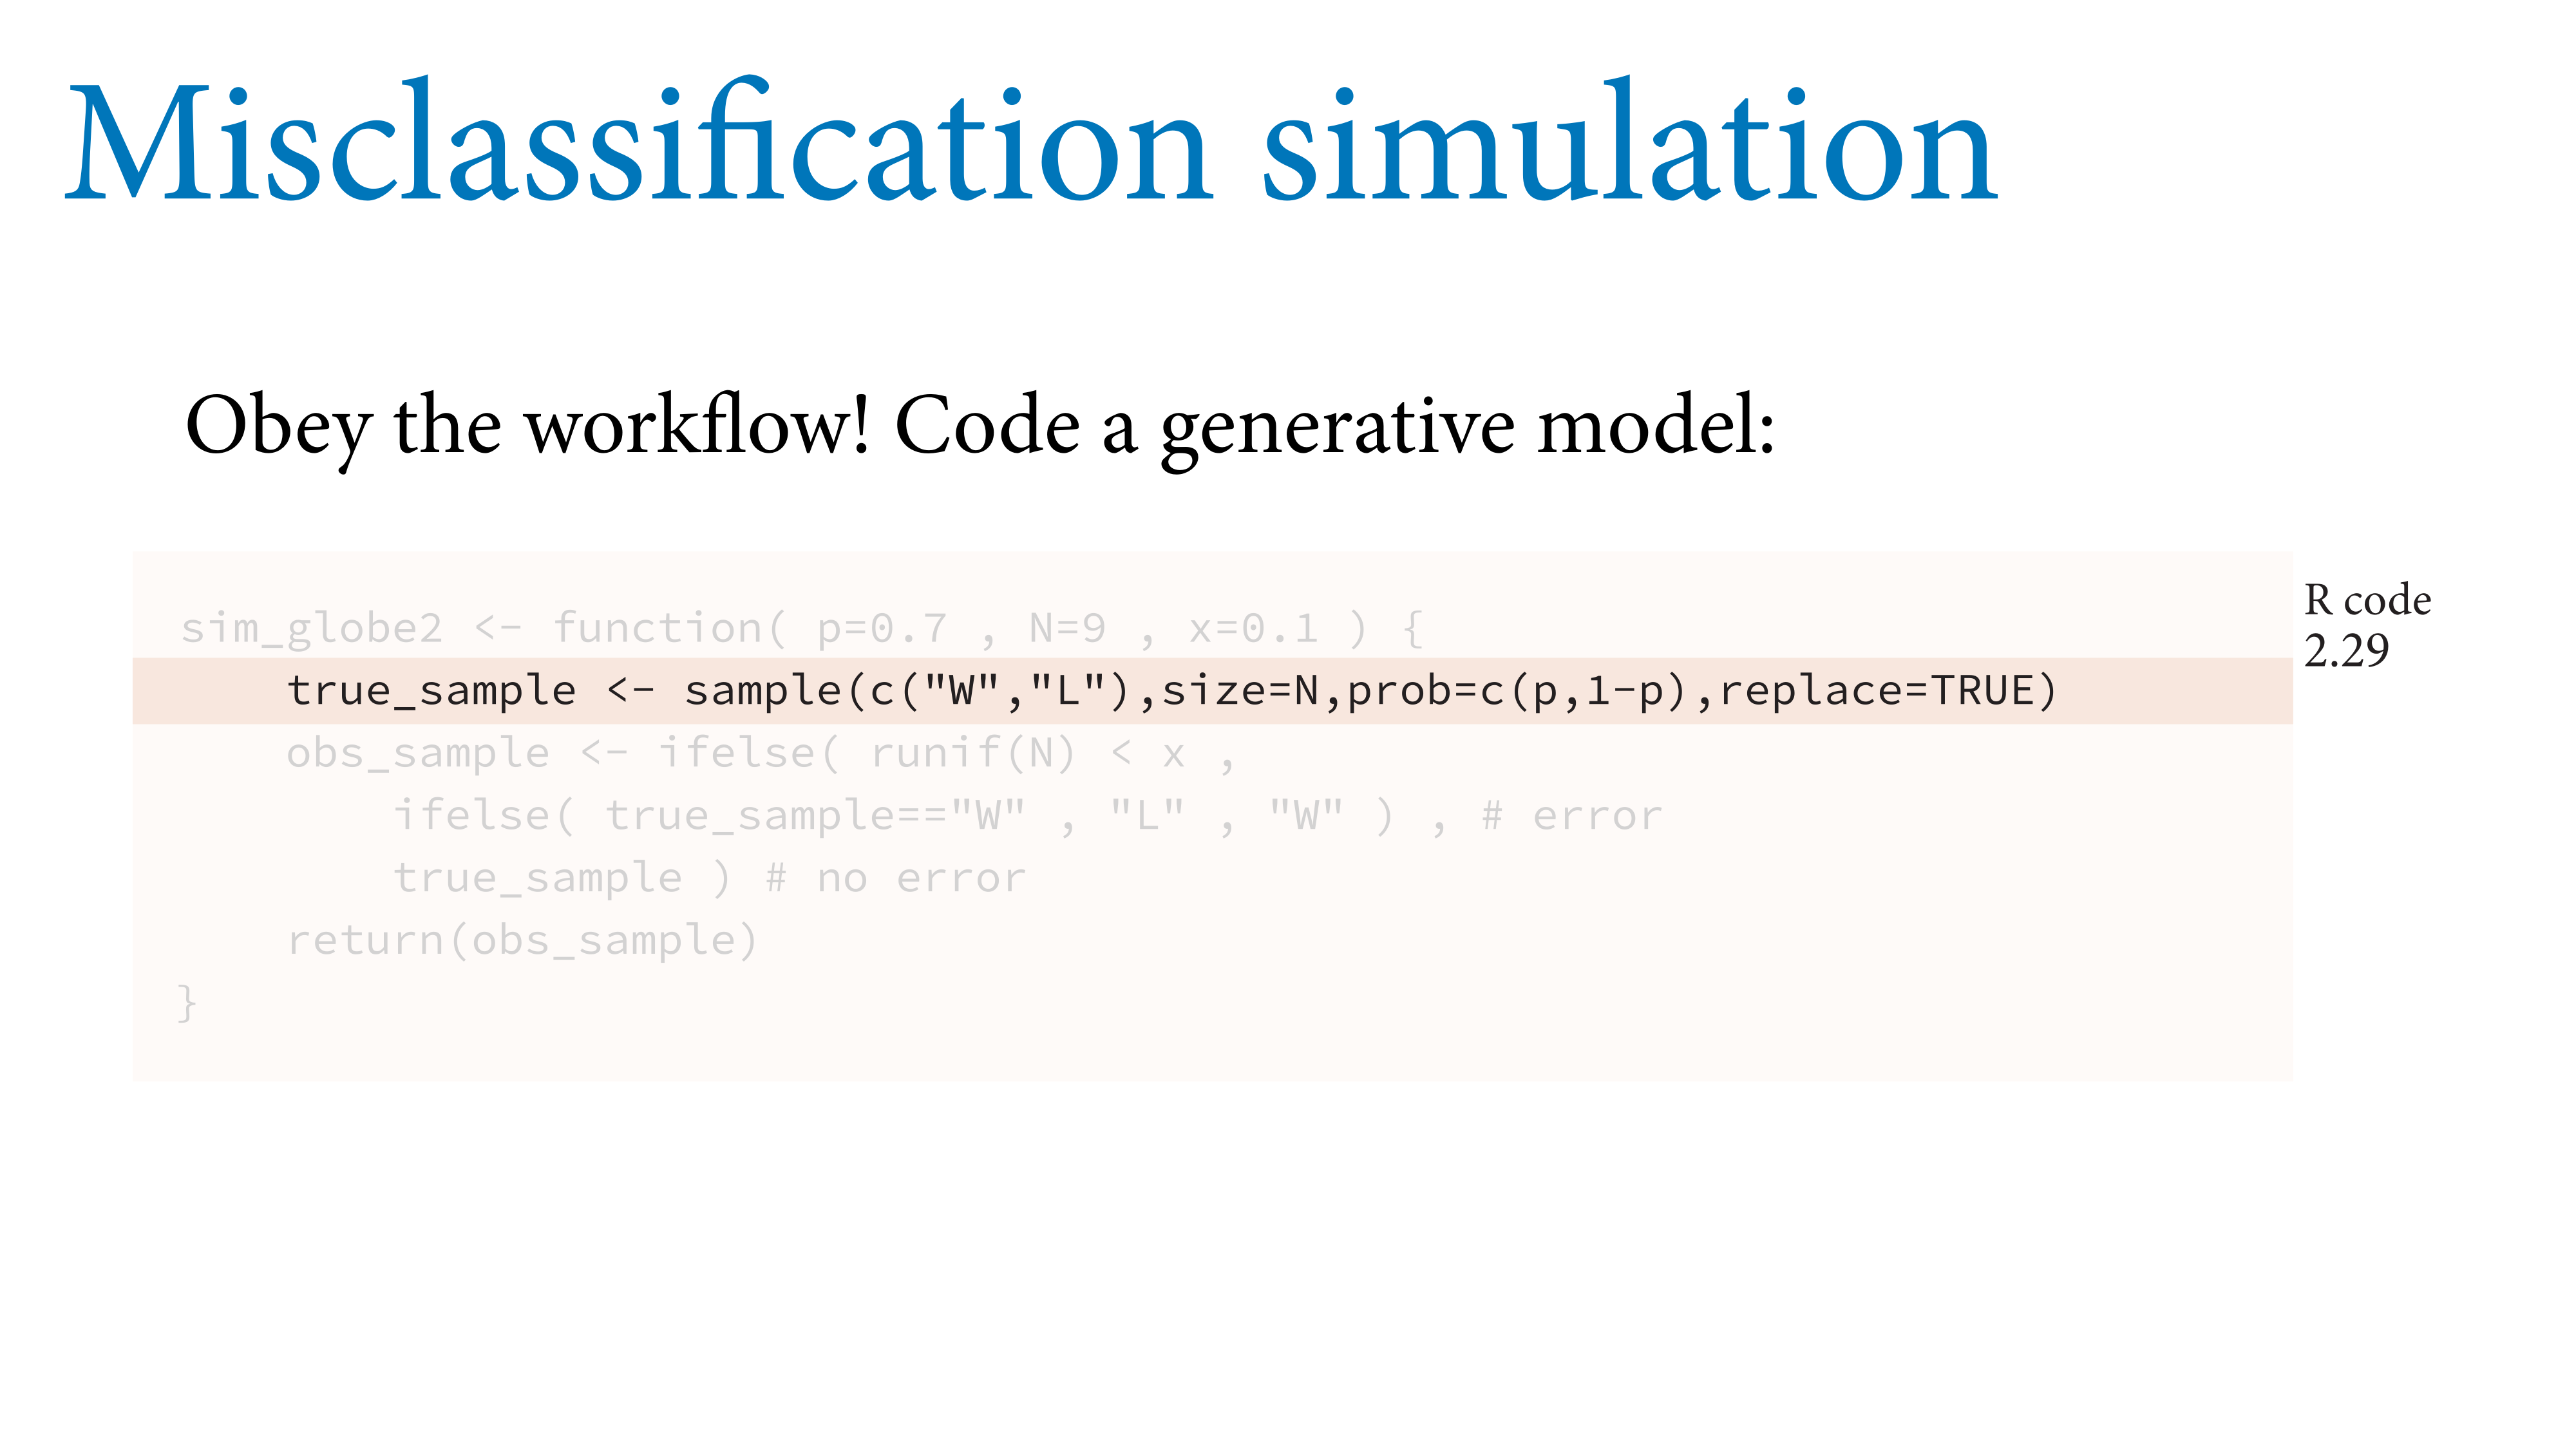 Misclassification simulation
Obey the workflow! Code a generative model:
R code
2.29
sim_globe2 <- function( p=0.7 , N=9 , x=0.1 ) {
    true_sample <- sample(c("W","L"),size=N,prob=c(p,1-p),replace=TRUE)
    obs_sample <- ifelse( runif(N) < x ,
        ifelse( true_sample=="W" , "L" , "W" ) , # error
        true_sample ) # no error
    return(obs_sample)
}